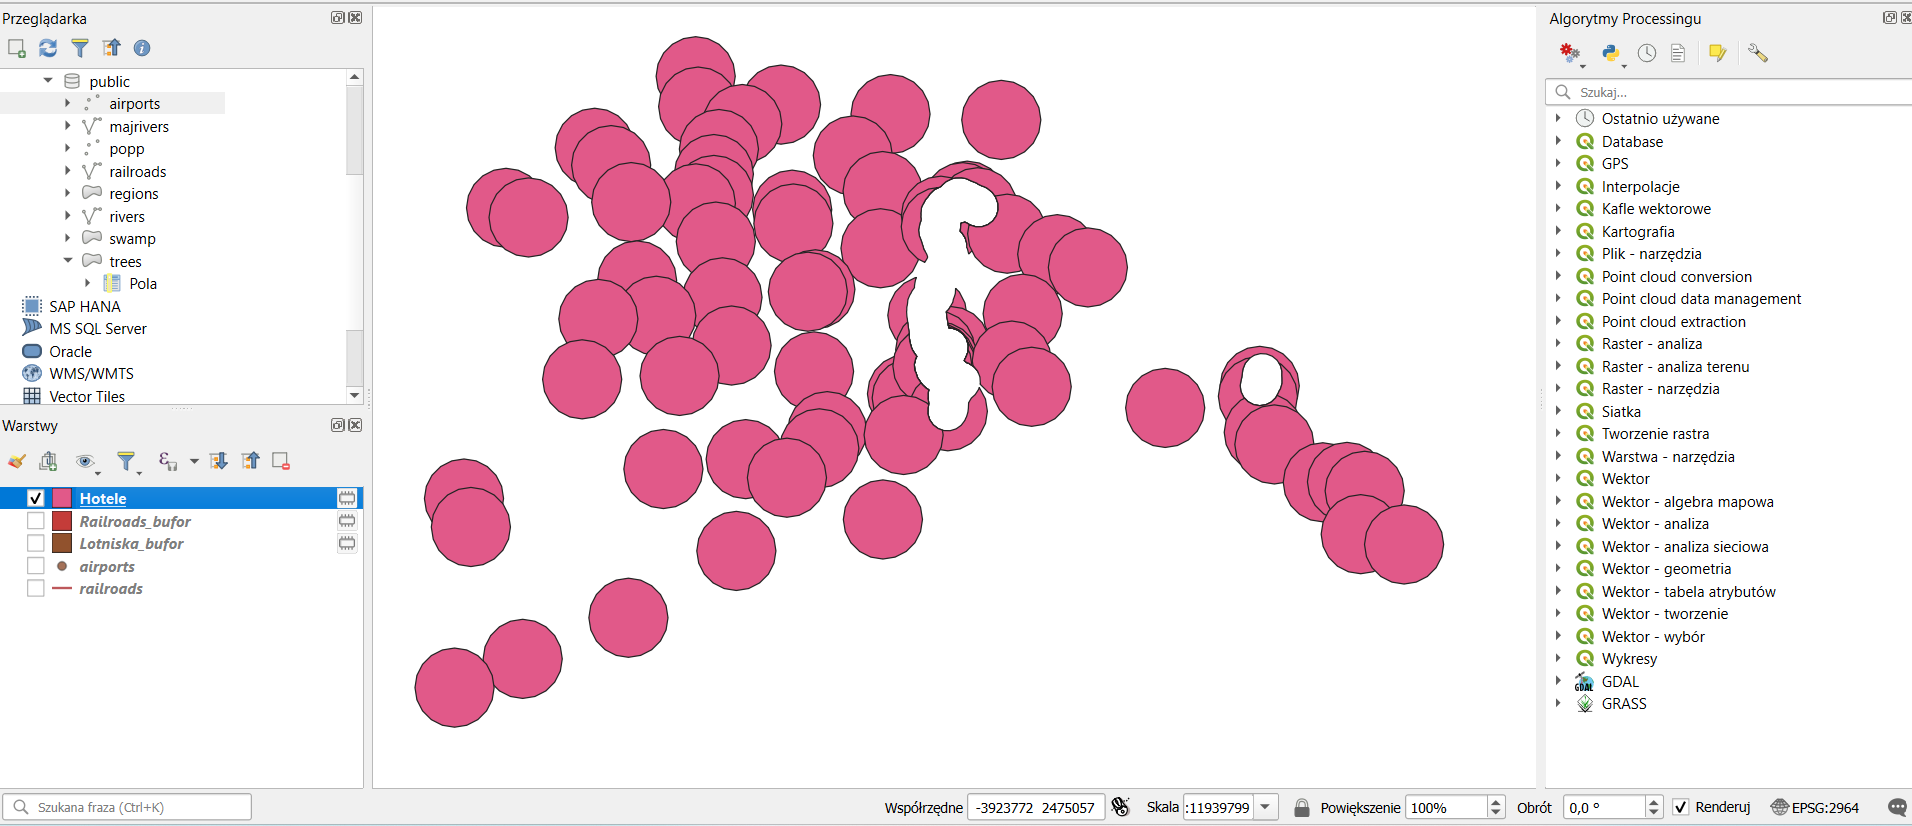 Przeglądarka
public
airports
majrivers
popp
railroads
regions
rivers
swamp
trees
Pola
SAP HANA
MS SQL Server
Oracle
WMS/WMTS
Vector Tiles
Warstwy
Hotele
Railroads_bufor
Lotniska_bufor
airports
railroads
Szukana fraza (Ctrl+K)
Współrzędne -3923772 2475057 Skala :11939799 Powiększenie 100% Obrót 0,0 ° Renderuj EPSG:2964
Algorytmy Processingu
Szukaj...
Ostatnio używane
Database
GPS
Interpolacje
Kafle wektorowe
Kartografia
Plik - narzędzia
Point cloud conversion
Point cloud data management
Point cloud extraction
Raster - analiza
Raster - analiza terenu
Raster - narzędzia
Siatka
Tworzenie rastra
Warstwa - narzędzia
Wektor
Wektor - algebra mapowa
Wektor - analiza
Wektor - analiza sieciowa
Wektor - geometria
Wektor - tabela atrybutów
Wektor - tworzenie
Wektor - wybór
Wykresy
GDAL GDAL
GRASS